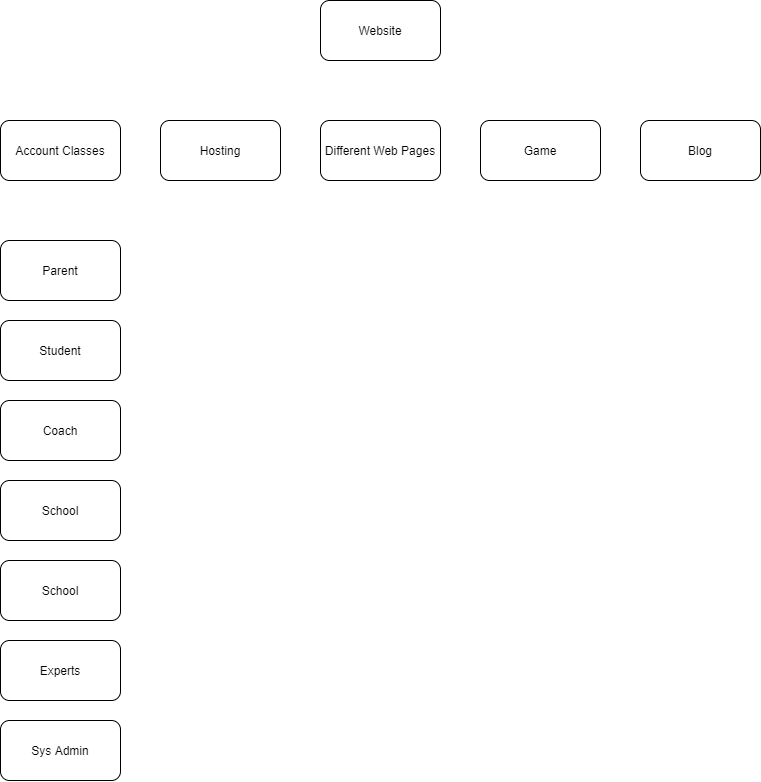 Website
Account Classes
Hosting
Different Web Pages
Game
Blog
Parent
Student
Coach
School
School
Experts
Sys Admin